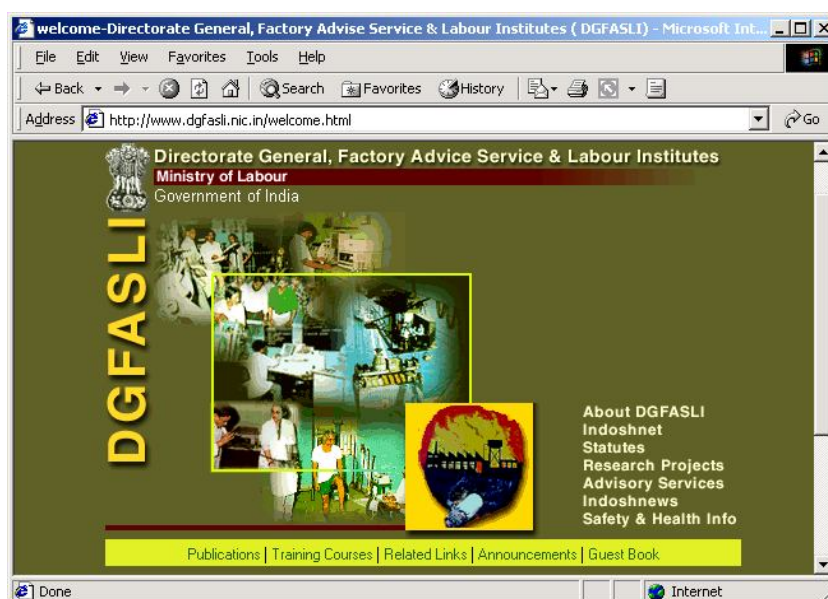 welcome-Directorate General, Factory Advise Service & Labour Institutes ( DGFASLI) - Microsoft Int...
File Edit View Favorites Tools Help
Back Search Favorites History
Address http://www.dgfasli.nic.in/welcome.html Go
Directorate General, Factory Advice Service & Labour Institutes
Ministry of Labour
Government of India
DGFASLI
About DGFASLI
Indoshnet
Statutes
Research Projects
Advisory Services
Indoshnews
Safety & Health Info
Publications | Training Courses | Related Links | Announcements | Guest Book
Done Internet